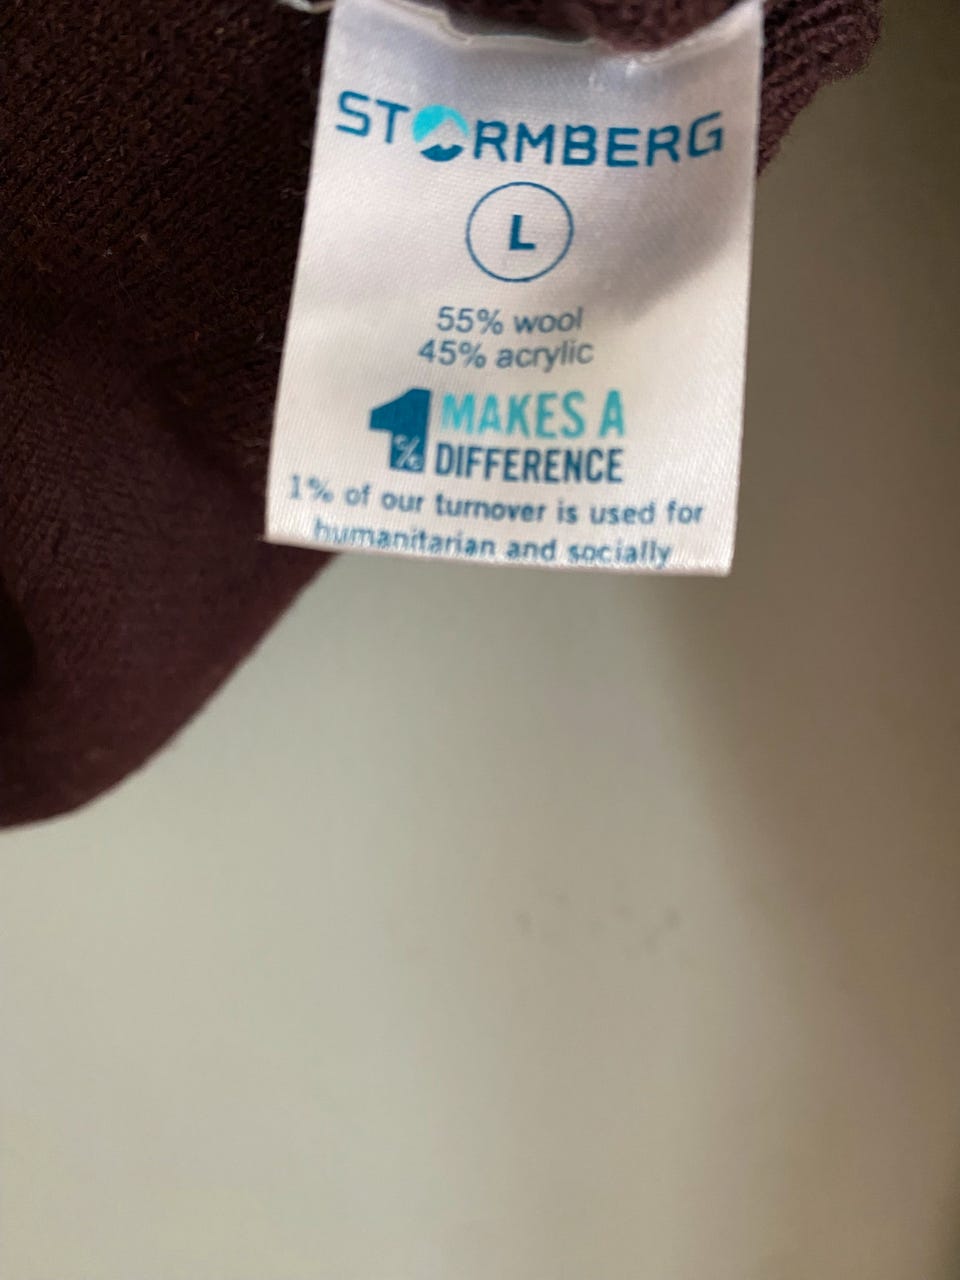 STORMBERG
L
55% wool
45% acrylic
1% MAKES A
DIFFERENCE
1% of our turnover is used for
humanitarian and socially